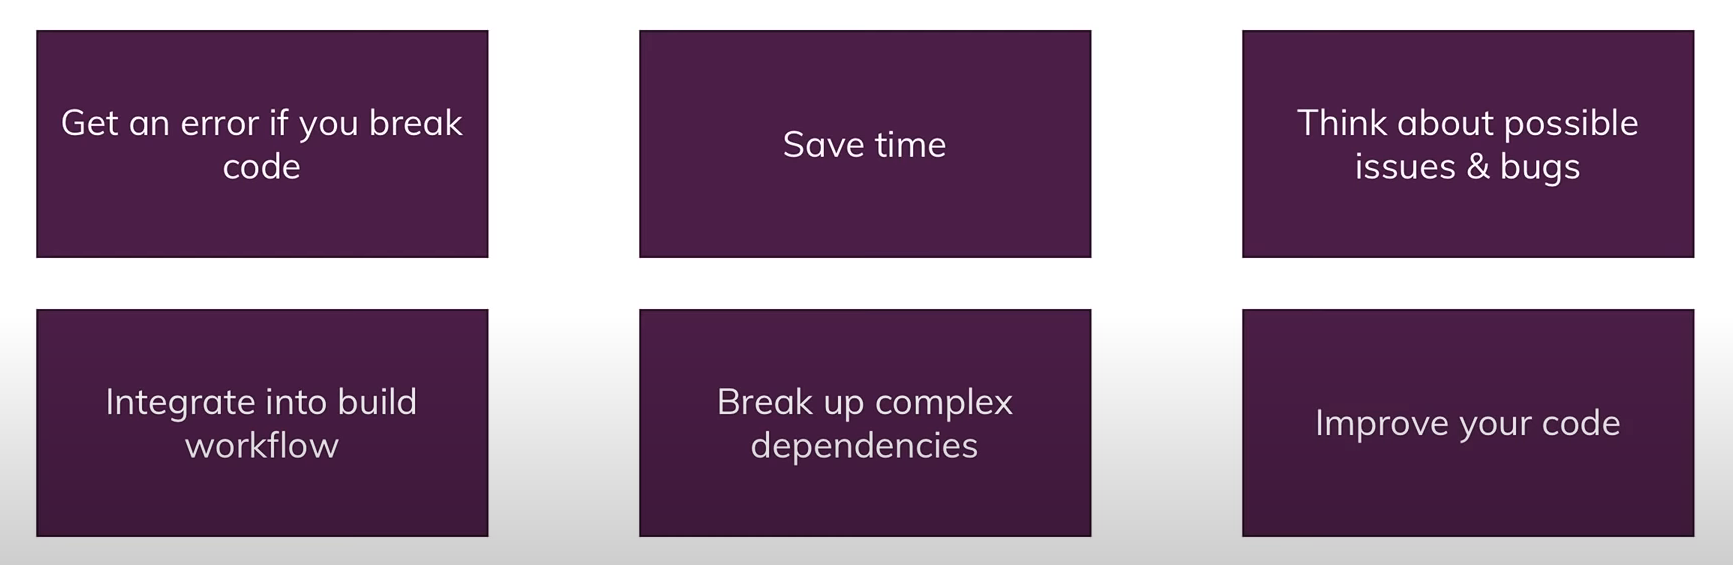 Get an error if you break
code
Save time
Think about possible
issues & bugs
Integrate into build
workflow
Break up complex
dependencies
Improve your code